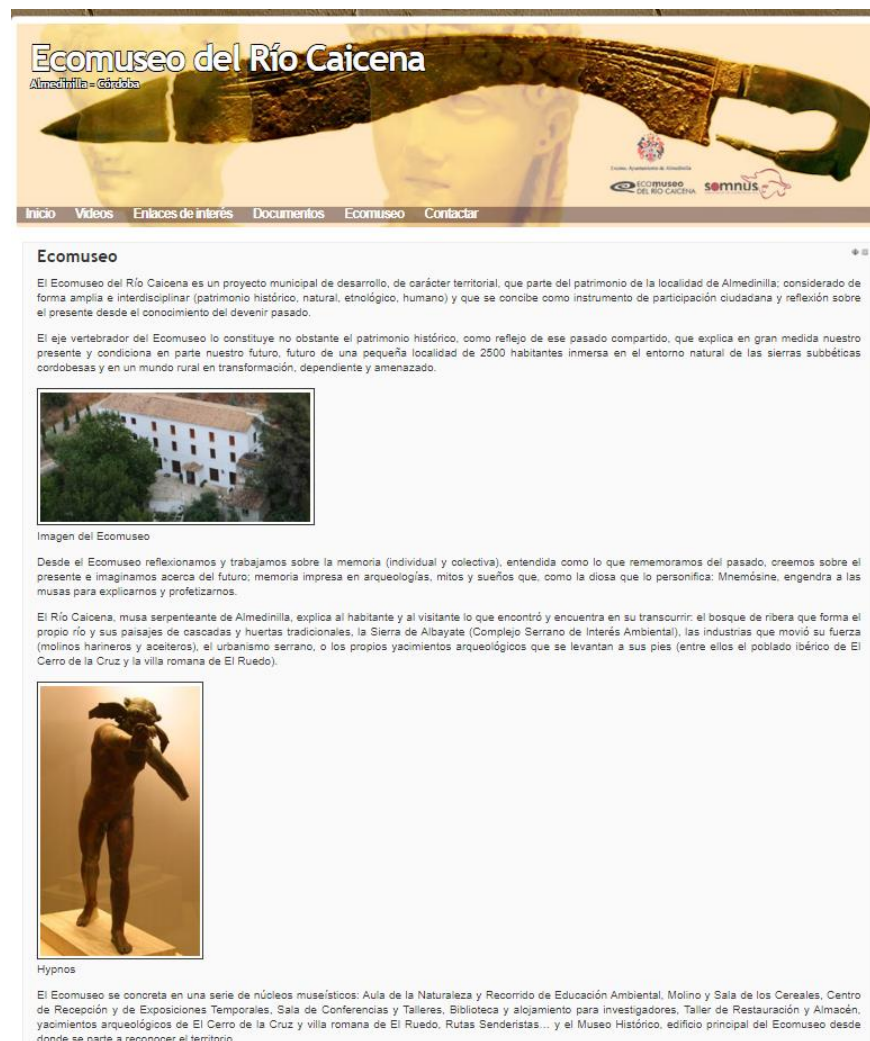 Ecomuseo del Río Caicena
Almedinilla - Córdoba
Excmo. Ayuntamiento de Almedinilla
ECOMUSEO
DEL RÍO CAICENA
somnus
Inicio Videos Enlaces de interés Documentos Ecomuseo Contactar
Ecomuseo
El Ecomuseo del Río Caicena es un proyecto municipal de desarrollo, de carácter territorial, que parte del patrimonio de la localidad de Almedinilla; considerado de
forma amplia e interdisciplinar (patrimonio histórico, natural, etnológico, humano) y que se concibe como instrumento de participación ciudadana y reflexión sobre
el presente desde el conocimiento del devenir pasado.
El eje vertebrador del Ecomuseo lo constituye no obstante el patrimonio histórico, como reflejo de ese pasado compartido, que explica en gran medida nuestro
presente y condiciona en parte nuestro futuro, futuro de una pequeña localidad de 2500 habitantes inmersa en el entorno natural de las sierras subbéticas
cordobesas y en un mundo rural en transformación, dependiente y amenazado.
Imagen del Ecomuseo
Desde el Ecomuseo reflexionamos y trabajamos sobre la memoria (individual y colectiva), entendida como lo que rememoramos del pasado, creemos sobre el
presente e imaginamos acerca del futuro; memoria impresa en arqueologías, mitos y sueños que, como la diosa que lo personifica: Mnemósine, engendra a las
musas para explicarnos y profetizarnos.
El Río Caicena, musa serpenteante de Almedinilla, explica al habitante y al visitante lo que encontró y encuentra en su transcurrir: el bosque de ribera que forma el
propio río y sus paisajes de cascadas y huertas tradicionales, la Sierra de Albayate (Complejo Serrano de Interés Ambiental), las industrias que movió su fuerza
(molinos harineros y aceiteros), el urbanismo serrano, o los propios yacimientos arqueológicos que se levantan a sus pies (entre ellos el poblado ibérico de El
Cerro de la Cruz y la villa romana de El Ruedo).
Hypnos
El Ecomuseo se concreta en una serie de núcleos museísticos: Aula de la Naturaleza y Recorrido de Educación Ambiental, Molino y Sala de los Cereales, Centro
de Recepción y de Exposiciones Temporales, Sala de Conferencias y Talleres, Biblioteca y alojamiento para investigadores, Taller de Restauración y Almacén,
yacimientos arqueológicos de El Cerro de la Cruz y villa romana de El Ruedo, Rutas Senderistas... y el Museo Histórico, edificio principal del Ecomuseo desde
donde se parte a reconocer el territorio.